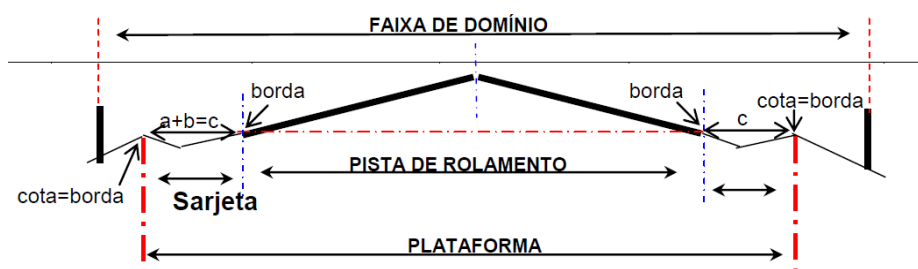 FAIXA DE DOMÍNIO
borda
borda
cota=borda
a+b=c
c
PISTA DE ROLAMENTO
cota=borda
Sarjeta
PLATAFORMA